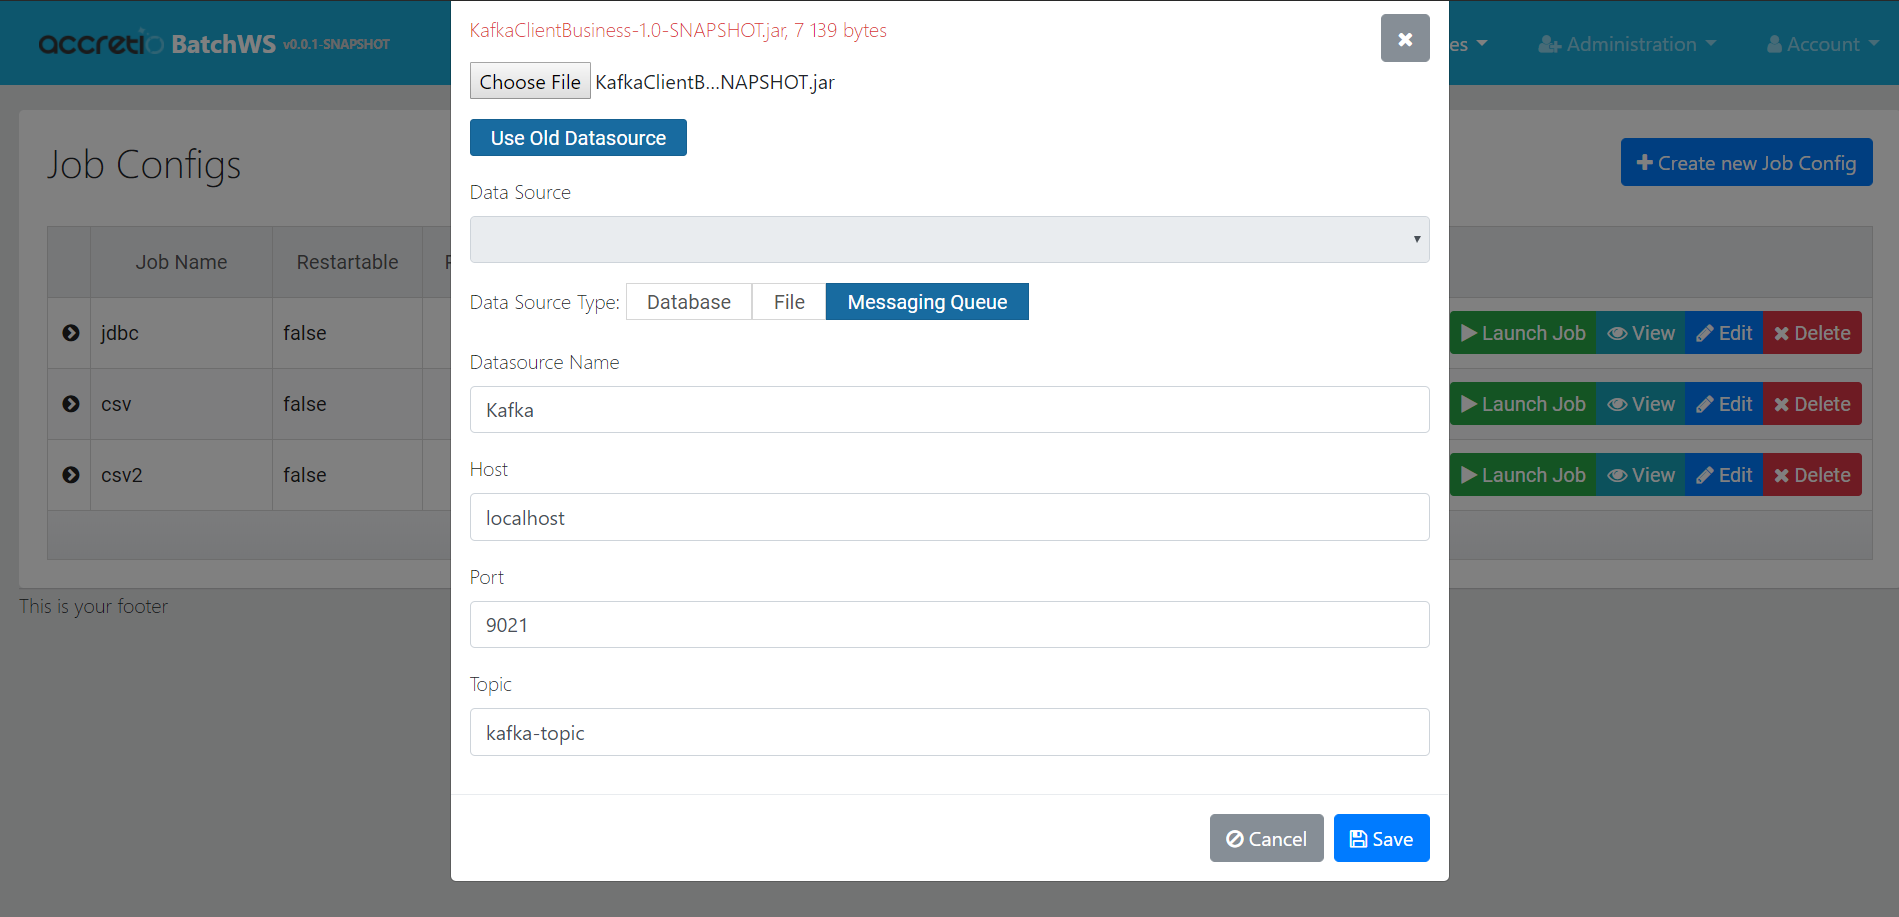 accretio BatchWS v0.0.1-SNAPSHOT
es
Administration
Account
KafkaClientBusiness-1.0-SNAPSHOT.jar, 7 139 bytes
Choose File KafkaClientB...NAPSHOT.jar
Use Old Datasource
Data Source
Data Source Type: Database File Messaging Queue
Datasource Name
Kafka
Host
localhost
Port
9021
Topic
kafka-topic
Cancel Save
Job Configs
Create new Job Config
Job Name Restartable
jdbc false Launch Job View Edit Delete
csv false Launch Job View Edit Delete
csv2 false Launch Job View Edit Delete
This is your footer